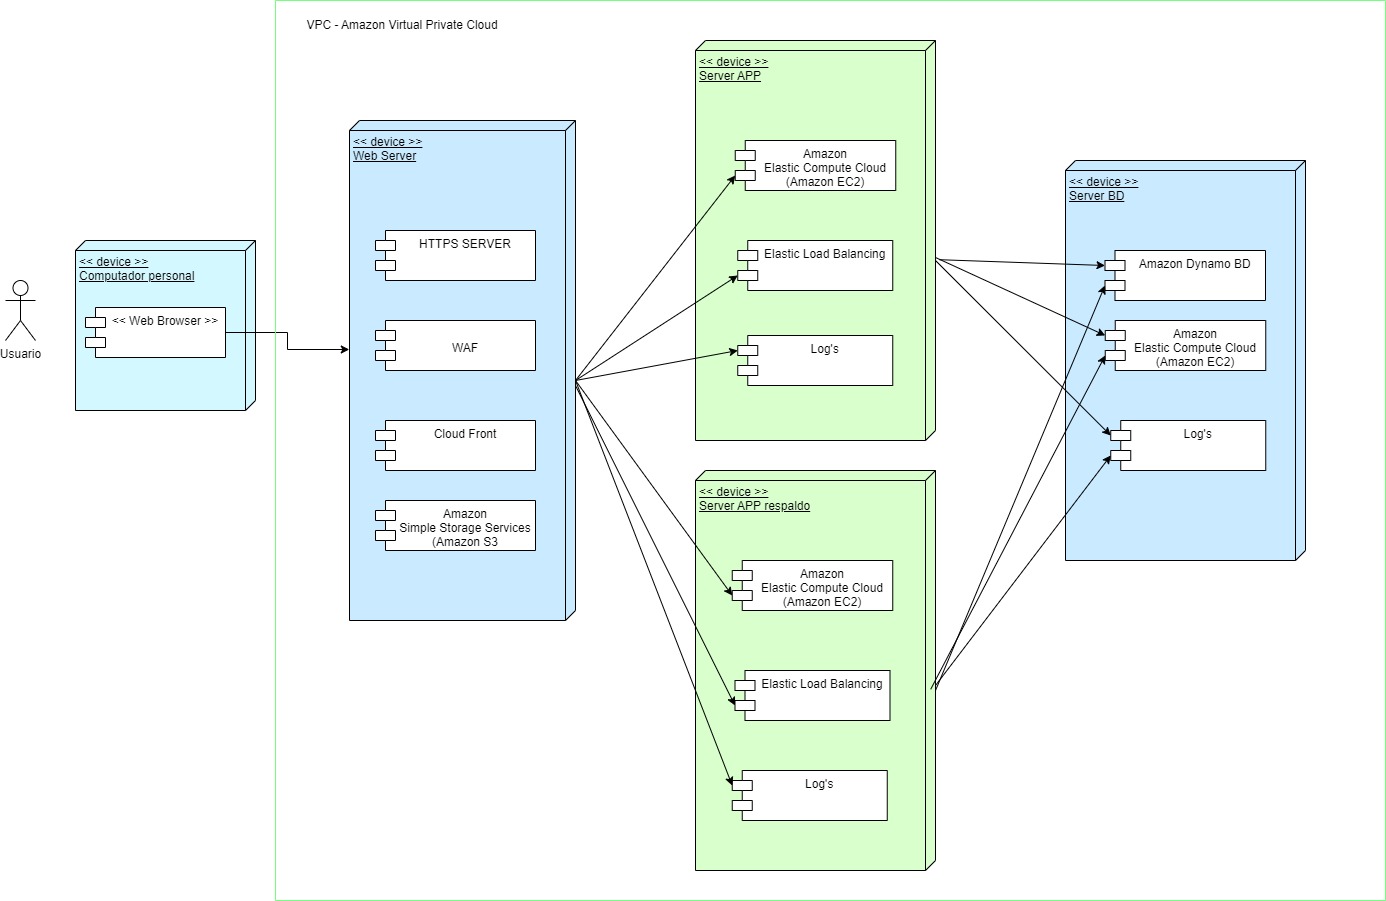 VPC - Amazon Virtual Private Cloud
Usuario
<< device >>
Computador personal
<< Web Browser >>
<< device >>
Web Server
HTTPS SERVER
WAF
Cloud Front
Amazon
Simple Storage Services
(Amazon S3
<< device >>
Server APP
Amazon
Elastic Compute Cloud
(Amazon EC2)
Elastic Load Balancing
Log's
<< device >>
Server APP respaldo
Amazon
Elastic Compute Cloud
(Amazon EC2)
Elastic Load Balancing
Log's
<< device >>
Server BD
Amazon Dynamo BD
Amazon
Elastic Compute Cloud
(Amazon EC2)
Log's